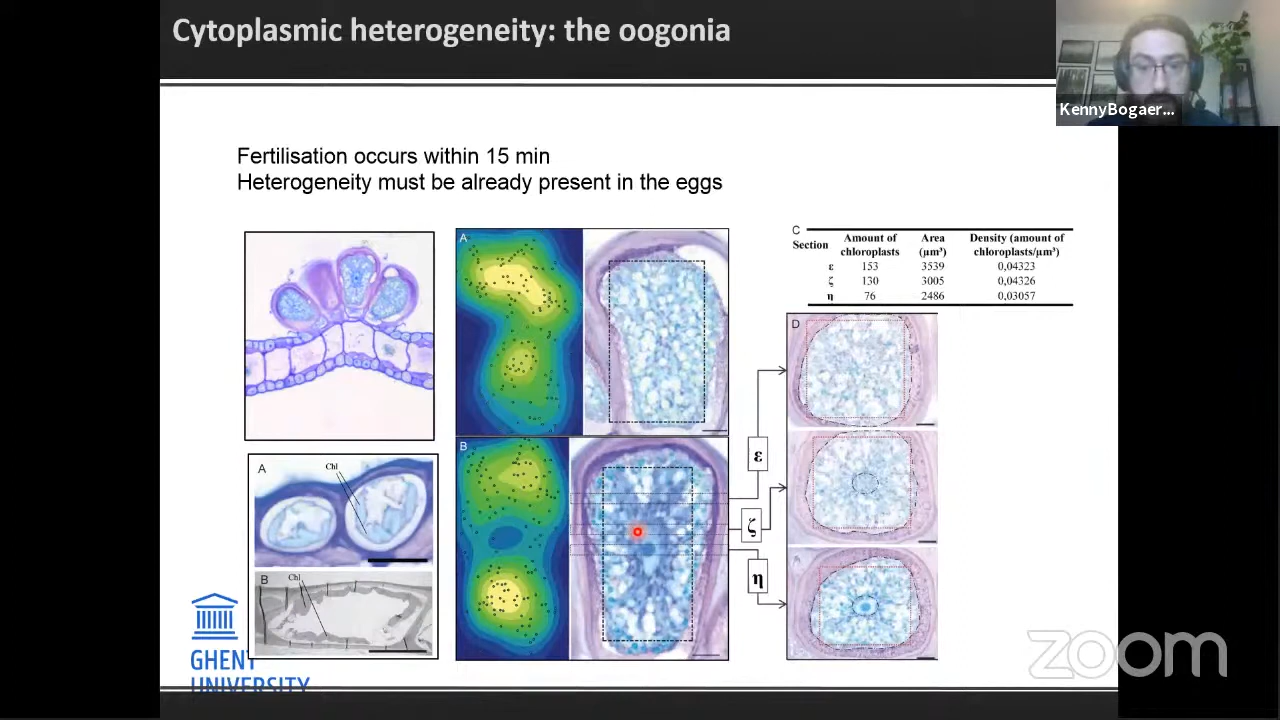 Cytoplasmic heterogeneity: the oogonia
KennyBogaer...
Fertilisation occurs within 15 min
Heterogeneity must be already present in the eggs
A
B
ε
ζ
η
C
Section Amount of chloroplasts Area (µm³) Density (amount of chloroplasts/µm³)
ε 153 3539 0,04323
ζ 130 3005 0,04326
η 76 2486 0,03057
D
A
Chl
B
Chl
GHENT
UNIVERSITY
zoom